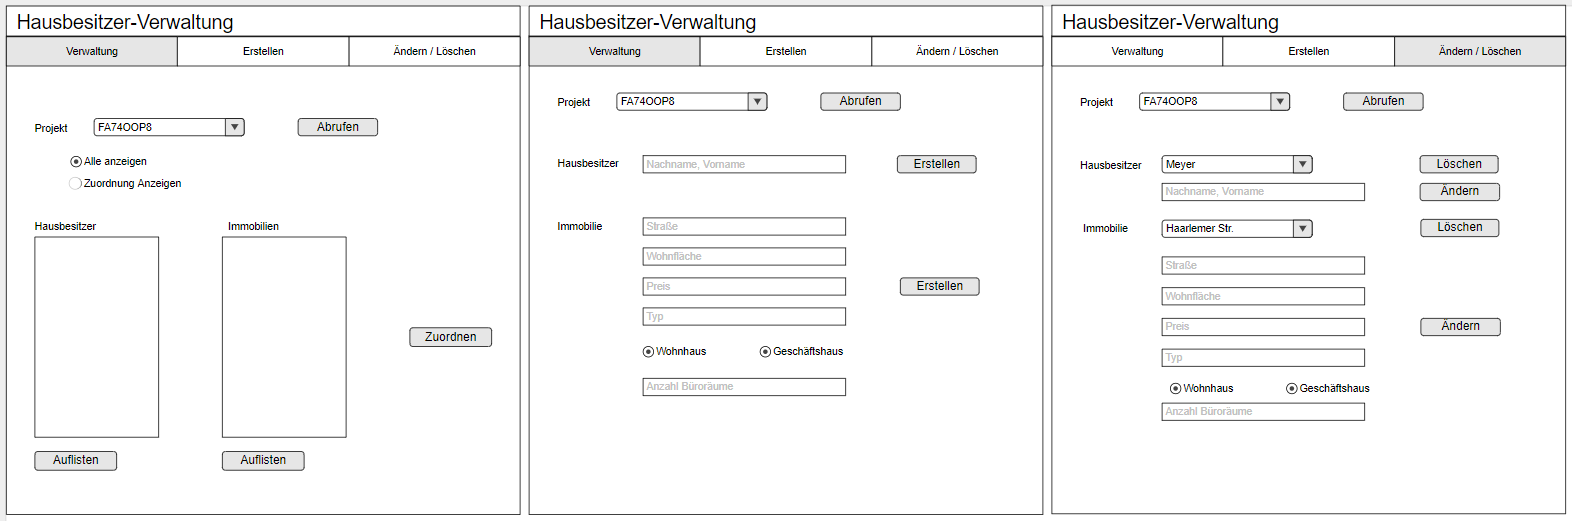 Hausbesitzer-Verwaltung
Verwaltung Erstellen Ändern / Löschen
Projekt FA74OOP8 Abrufen
Alle anzeigen
Zuordnung Anzeigen
Hausbesitzer Immobilien
Zuordnen
Auflisten Auflisten
Hausbesitzer-Verwaltung
Verwaltung Erstellen Ändern / Löschen
Projekt FA74OOP8 Abrufen
Hausbesitzer Nachname, Vorname Erstellen
Immobilie Straße
Wohnfläche
Preis Erstellen
Typ
Wohnhaus Geschäftshaus
Anzahl Büroräume
Hausbesitzer-Verwaltung
Verwaltung Erstellen Ändern / Löschen
Projekt FA74OOP8 Abrufen
Hausbesitzer Meyer Löschen
Nachname, Vorname Ändern
Immobilie Haarlemer Str. Löschen
Straße
Wohnfläche
Preis Ändern
Typ
Wohnhaus Geschäftshaus
Anzahl Büroräume